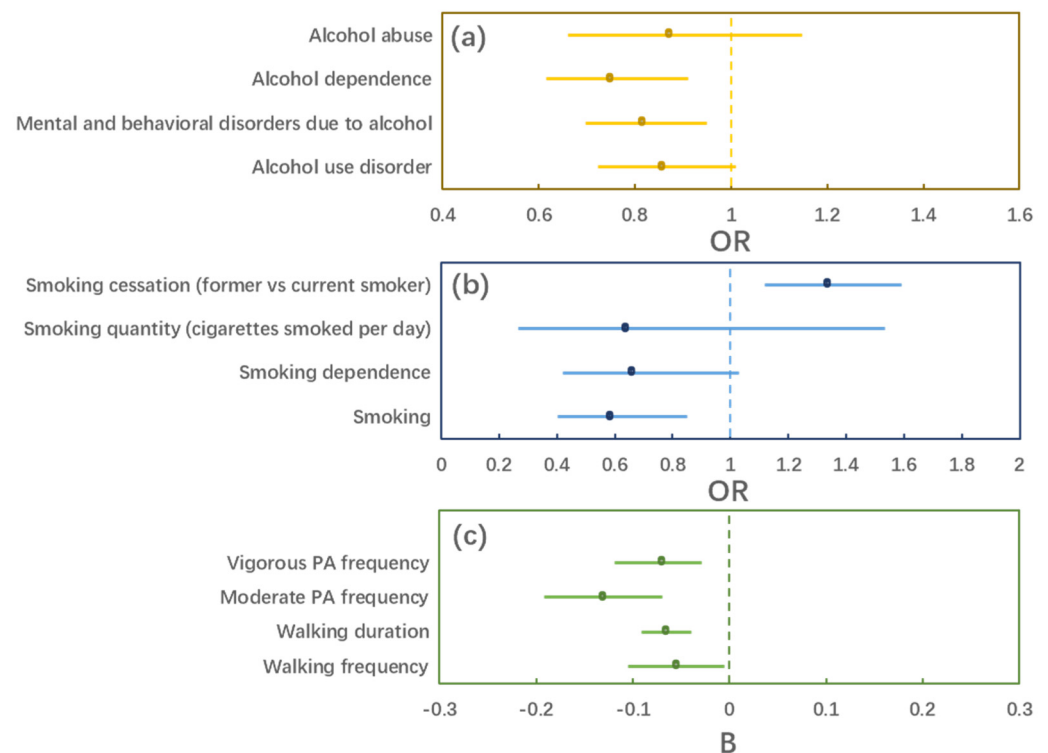 (a)
Alcohol abuse
Alcohol dependence
Mental and behavioral disorders due to alcohol
Alcohol use disorder
0.4 0.6 0.8 1 1.2 1.4 1.6
OR
(b)
Smoking cessation (former vs current smoker)
Smoking quantity (cigarettes smoked per day)
Smoking dependence
Smoking
0 0.2 0.4 0.6 0.8 1 1.2 1.4 1.6 1.8 2
OR
(c)
Vigorous PA frequency
Moderate PA frequency
Walking duration
Walking frequency
-0.3 -0.2 -0.1 0 0.1 0.2 0.3
B